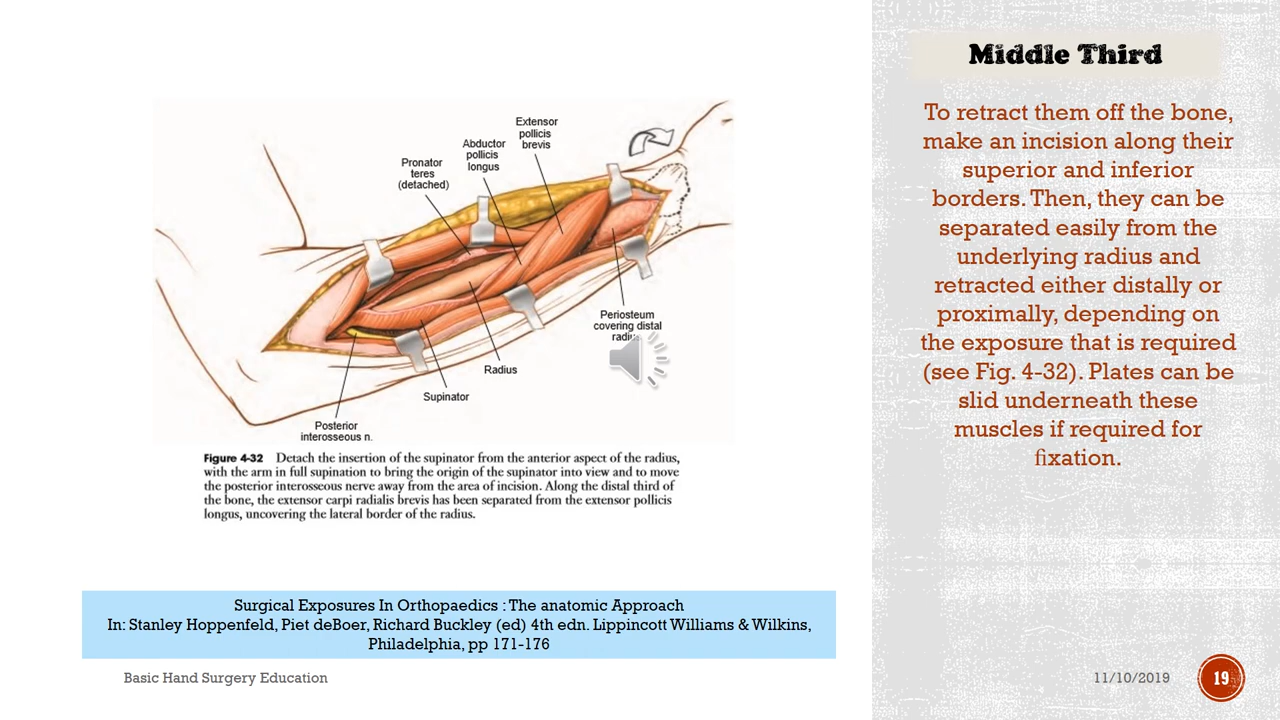 Middle Third
To retract them off the bone,
make an incision along their
superior and inferior
borders. Then, they can be
separated easily from the
underlying radius and
retracted either distally or
proximally, depending on
the exposure that is required
(see Fig. 4-32). Plates can be
slid underneath these
muscles if required for
fixation.
Extensor
pollicis
brevis
Abductor
pollicis
longus
Pronator
teres
(detached)
Periosteum
covering distal
Radius
Supinator
Posterior
interosseous n.
Figure 4-32 Detach the insertion of the supinator from the anterior aspect of the radius,
with the arm in full supination to bring the origin of the supinator into view and to move
the posterior interosseous nerve away from the area of incision. Along the distal third of
the bone, the extensor carpi radialis brevis has been separated from the extensor pollicis
longus, uncovering the lateral border of the radius.
Surgical Exposures In Orthopaedics : The anatomic Approach
In: Stanley Hoppenfeld, Piet deBoer, Richard Buckley (ed) 4th edn. Lippincott Williams & Wilkins,
Philadelphia, pp 171-176
Basic Hand Surgery Education
11/10/2019
19